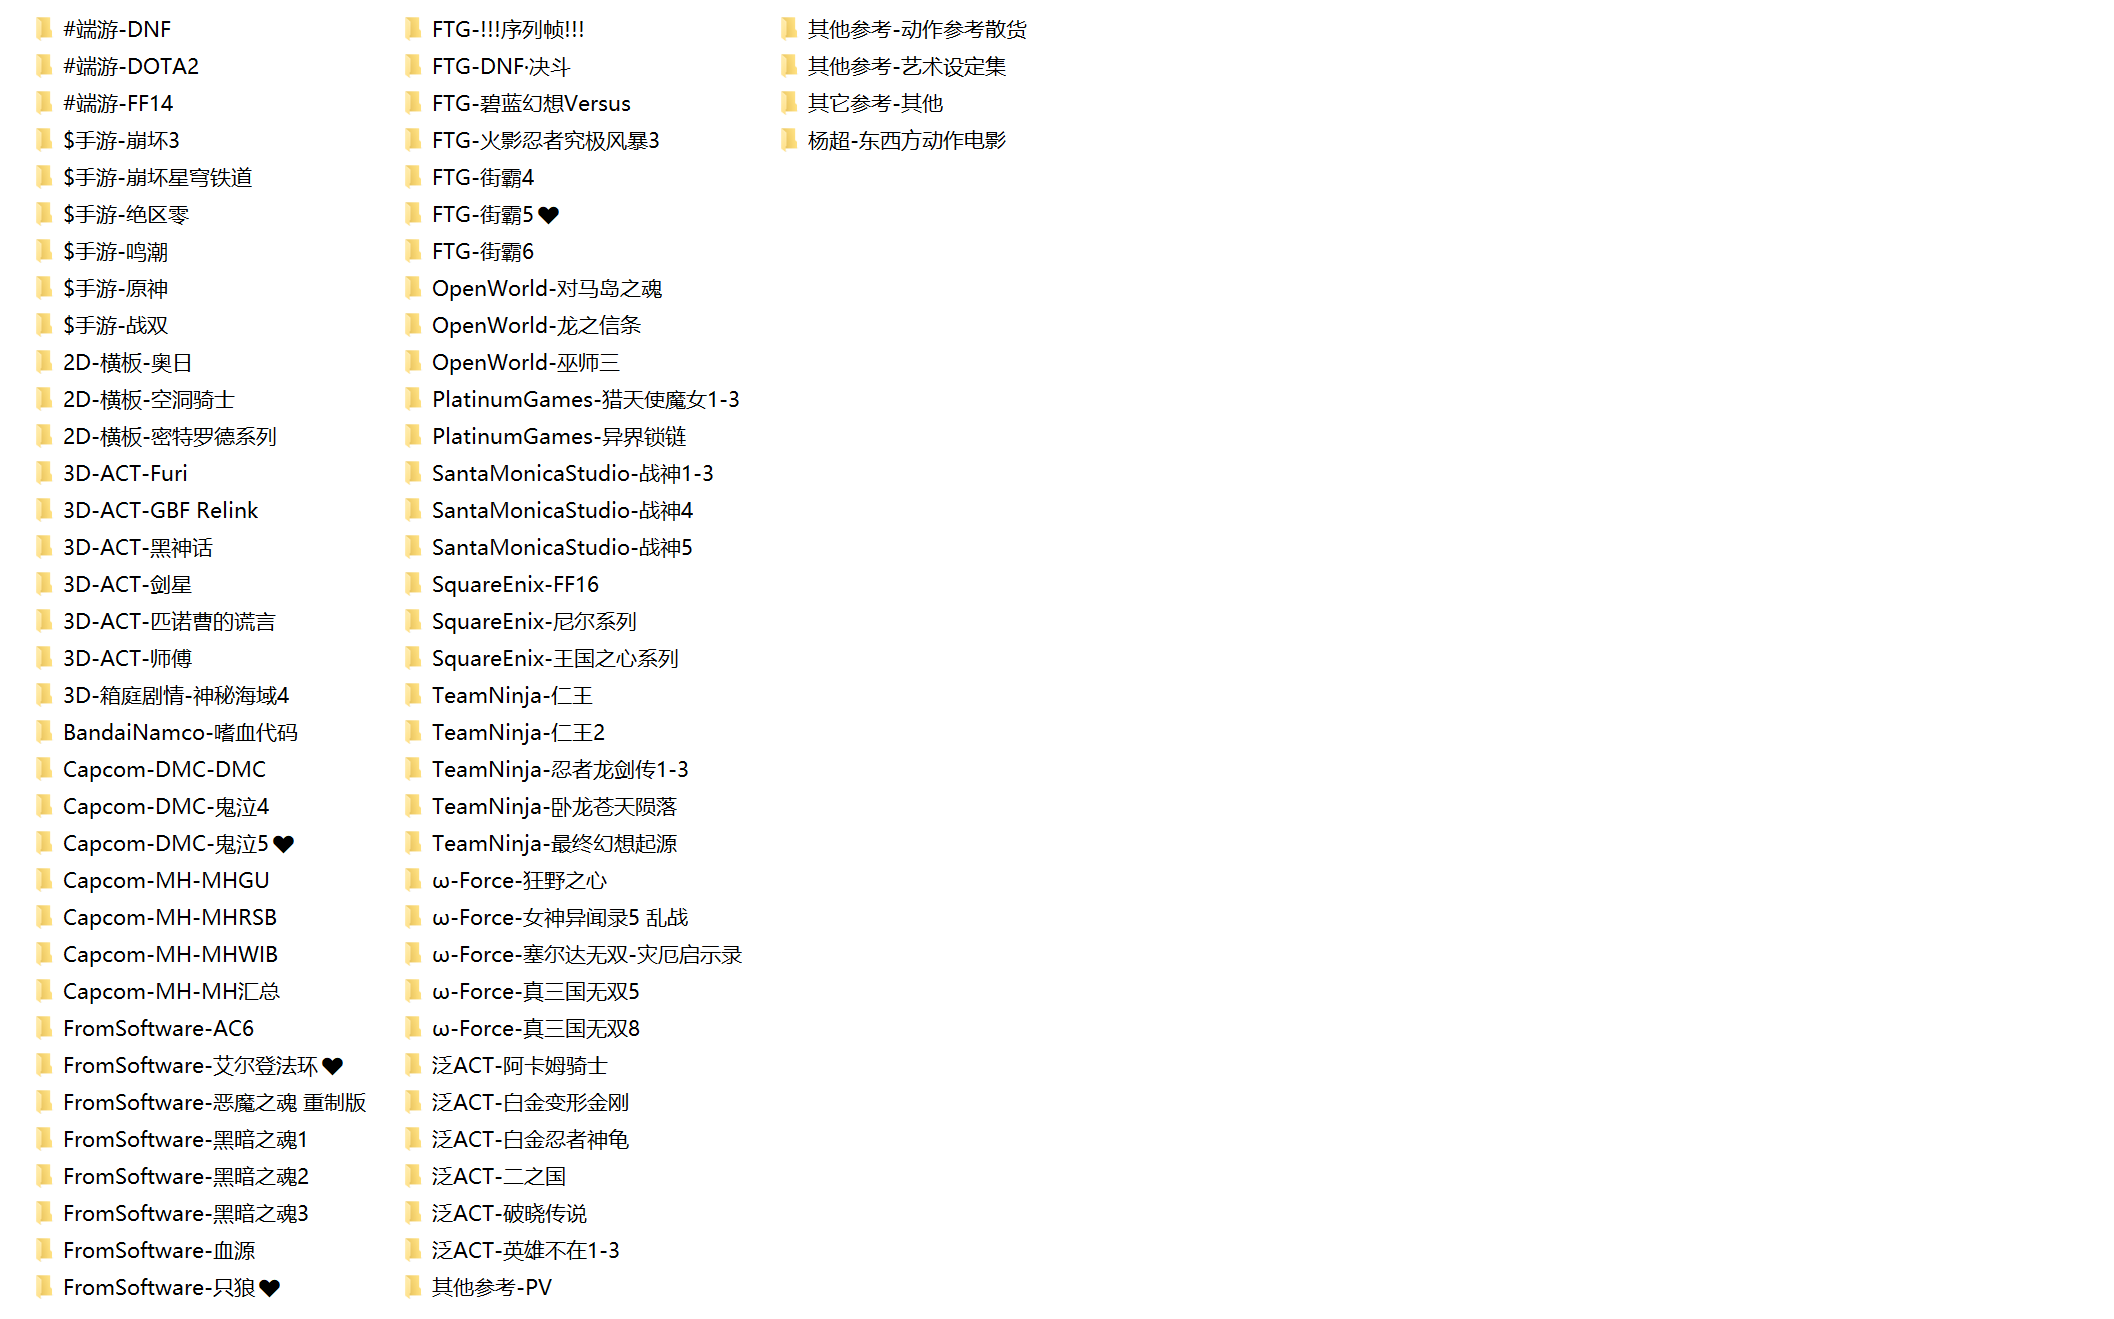 #端游-DNF
#端游-DOTA2
#端游-FF14
$手游-崩坏3
$手游-崩坏星穹铁道
$手游-绝区零
$手游-鸣潮
$手游-原神
$手游-战双
2D-横板-奥日
2D-横板-空洞骑士
2D-横板-密特罗德系列
3D-ACT-Furi
3D-ACT-GBF Relink
3D-ACT-黑神话
3D-ACT-剑星
3D-ACT-匹诺曹的谎言
3D-ACT-师傅
3D-箱庭剧情-神秘海域4
BandaiNamco-嗜血代码
Capcom-DMC-DMC
Capcom-DMC-鬼泣4
Capcom-DMC-鬼泣5♥
Capcom-MH-MHGU
Capcom-MH-MHRSB
Capcom-MH-MHWIB
Capcom-MH-MH汇总
FromSoftware-AC6
FromSoftware-艾尔登法环♥
FromSoftware-恶魔之魂 重制版
FromSoftware-黑暗之魂1
FromSoftware-黑暗之魂2
FromSoftware-黑暗之魂3
FromSoftware-血源
FromSoftware-只狼♥
FTG-!!!序列帧!!!
FTG-DNF·决斗
FTG-碧蓝幻想Versus
FTG-火影忍者究极风暴3
FTG-街霸4
FTG-街霸5♥
FTG-街霸6
OpenWorld-对马岛之魂
OpenWorld-龙之信条
OpenWorld-巫师三
PlatinumGames-猎天使魔女1-3
PlatinumGames-异界锁链
SantaMonicaStudio-战神1-3
SantaMonicaStudio-战神4
SantaMonicaStudio-战神5
SquareEnix-FF16
SquareEnix-尼尔系列
SquareEnix-王国之心系列
TeamNinja-仁王
TeamNinja-仁王2
TeamNinja-忍者龙剑传1-3
TeamNinja-卧龙苍天陨落
TeamNinja-最终幻想起源
ω-Force-狂野之心
ω-Force-女神异闻录5 乱战
ω-Force-塞尔达无双-灾厄启示录
ω-Force-真三国无双5
ω-Force-真三国无双8
泛ACT-阿卡姆骑士
泛ACT-白金变形金刚
泛ACT-白金忍者神龟
泛ACT-二之国
泛ACT-破晓传说
泛ACT-英雄不在1-3
其他参考-PV
其他参考-动作参考散货
其他参考-艺术设定集
其它参考-其他
杨超-东西方动作电影